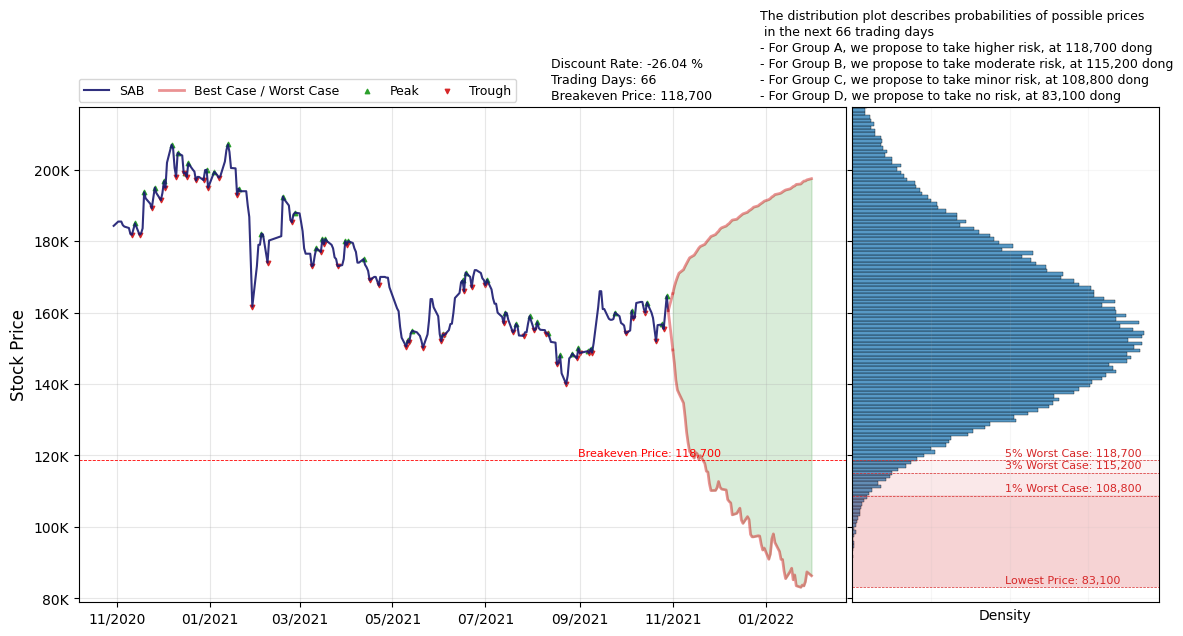 The distribution plot describes probabilities of possible prices
in the next 66 trading days
- For Group A, we propose to take higher risk, at 118,700 dong
- For Group B, we propose to take moderate risk, at 115,200 dong
- For Group C, we propose to take minor risk, at 108,800 dong
- For Group D, we propose to take no risk, at 83,100 dong
Discount Rate: -26.04 %
Trading Days: 66
Breakeven Price: 118,700
SAB
Best Case / Worst Case
Peak
Trough
Stock Price
200K
180K
160K
140K
120K
100K
80K
Breakeven Price: 118,700
5% Worst Case: 118,700
3% Worst Case: 115,200
1% Worst Case: 108,800
Lowest Price: 83,100
11/2020
01/2021
03/2021
05/2021
07/2021
09/2021
11/2021
01/2022
Density